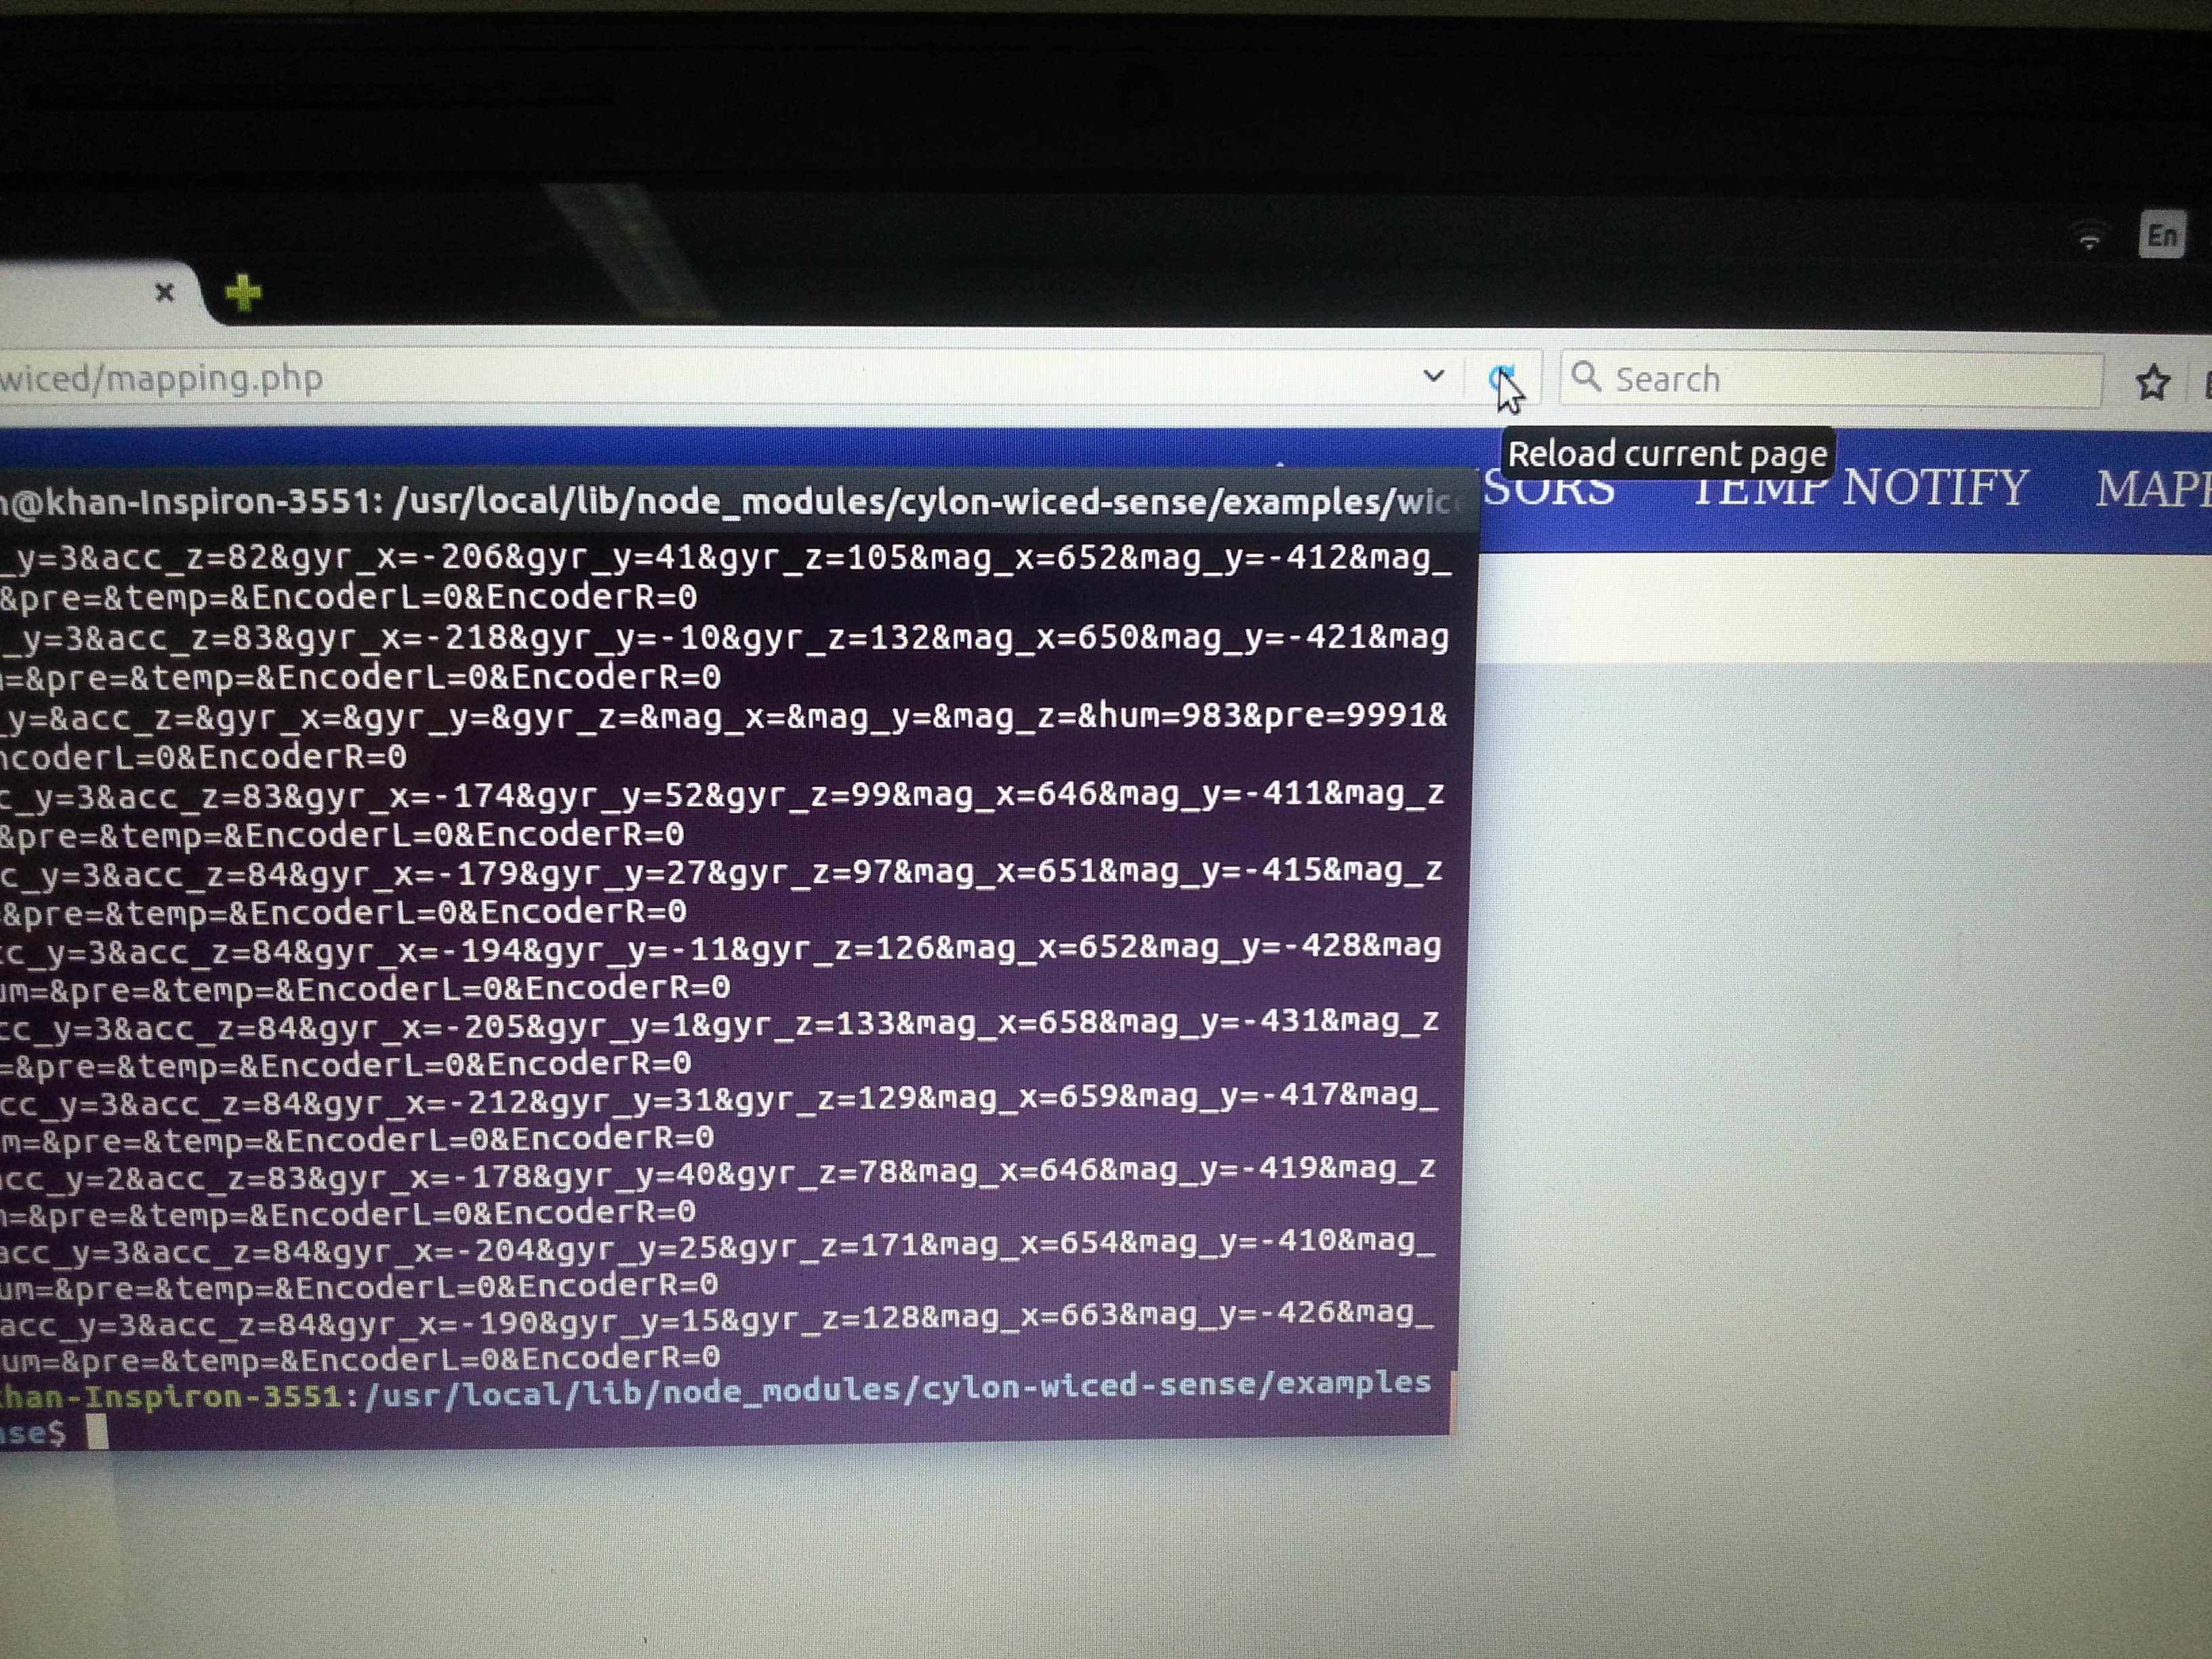 En
wiced/mapping.php
Search
Reload current page
SORS TEMP NOTIFY MAPP
n@khan-Inspiron-3551: /usr/local/lib/node_modules/cylon-wiced-sense/examples/wice
_y=3&acc_z=82&gyr_x=-206&gyr_y=41&gyr_z=105&mag_x=652&mag_y=-412&mag_
&pre=&temp=&EncoderL=0&EncoderR=0
_y=3&acc_z=83&gyr_x=-218&gyr_y=-10&gyr_z=132&mag_x=650&mag_y=-421&mag
=&pre=&temp=&EncoderL=0&EncoderR=0
_y=&acc_z=&gyr_x=&gyr_y=&gyr_z=&mag_x=&mag_y=&mag_z=&hum=983&pre=9991&
ncoderL=0&EncoderR=0
c_y=3&acc_z=83&gyr_x=-174&gyr_y=52&gyr_z=99&mag_x=646&mag_y=-411&mag_z
&pre=&temp=&EncoderL=0&EncoderR=0
c_y=3&acc_z=84&gyr_x=-179&gyr_y=27&gyr_z=97&mag_x=651&mag_y=-415&mag_z
=&pre=&temp=&EncoderL=0&EncoderR=0
cc_y=3&acc_z=84&gyr_x=-194&gyr_y=-11&gyr_z=126&mag_x=652&mag_y=-428&mag
um=&pre=&temp=&EncoderL=0&EncoderR=0
cc_y=3&acc_z=84&gyr_x=-205&gyr_y=1&gyr_z=133&mag_x=658&mag_y=-431&mag_z
=&pre=&temp=&EncoderL=0&EncoderR=0
cc_y=3&acc_z=84&gyr_x=-212&gyr_y=31&gyr_z=129&mag_x=659&mag_y=-417&mag_
m=&pre=&temp=&EncoderL=0&EncoderR=0
acc_y=2&acc_z=83&gyr_x=-178&gyr_y=40&gyr_z=78&mag_x=646&mag_y=-419&mag_z
m=&pre=&temp=&EncoderL=0&EncoderR=0
acc_y=3&acc_z=84&gyr_x=-204&gyr_y=25&gyr_z=171&mag_x=654&mag_y=-410&mag_
um=&pre=&temp=&EncoderL=0&EncoderR=0
acc_y=3&acc_z=84&gyr_x=-190&gyr_y=15&gyr_z=128&mag_x=663&mag_y=-426&mag_
um=&pre=&temp=&EncoderL=0&EncoderR=0
khan-Inspiron-3551:/usr/local/lib/node_modules/cylon-wiced-sense/examples
nse$